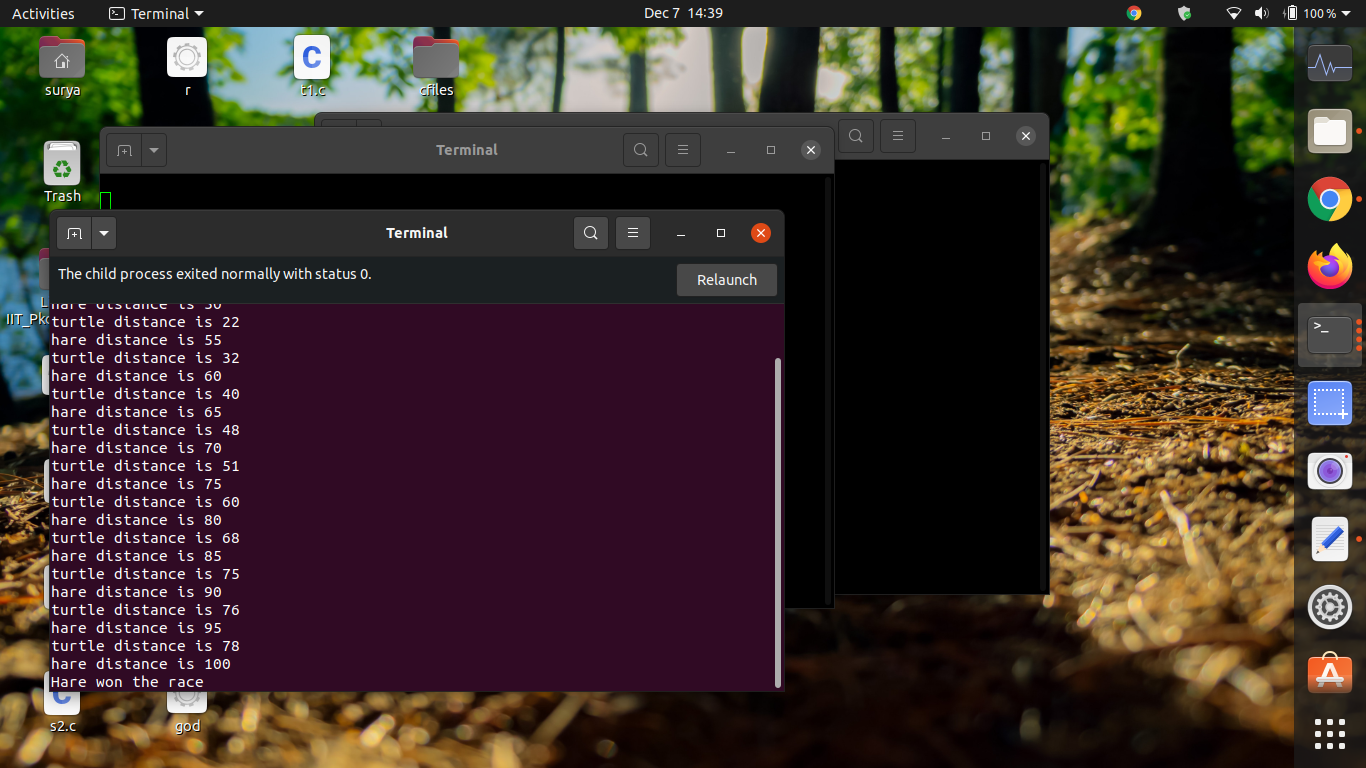 Activities
Terminal
Dec 7 14:39
100 %
surya
r
t1.c
cfiles
Trash
Terminal
Terminal
The child process exited normally with status 0.
Relaunch
L
IIT_Pk
hare distance is 50
turtle distance is 22
hare distance is 55
turtle distance is 32
hare distance is 60
turtle distance is 40
hare distance is 65
turtle distance is 48
hare distance is 70
turtle distance is 51
hare distance is 75
turtle distance is 60
hare distance is 80
turtle distance is 68
hare distance is 85
turtle distance is 75
hare distance is 90
turtle distance is 76
hare distance is 95
turtle distance is 78
hare distance is 100
Hare won the race
s2.c
god